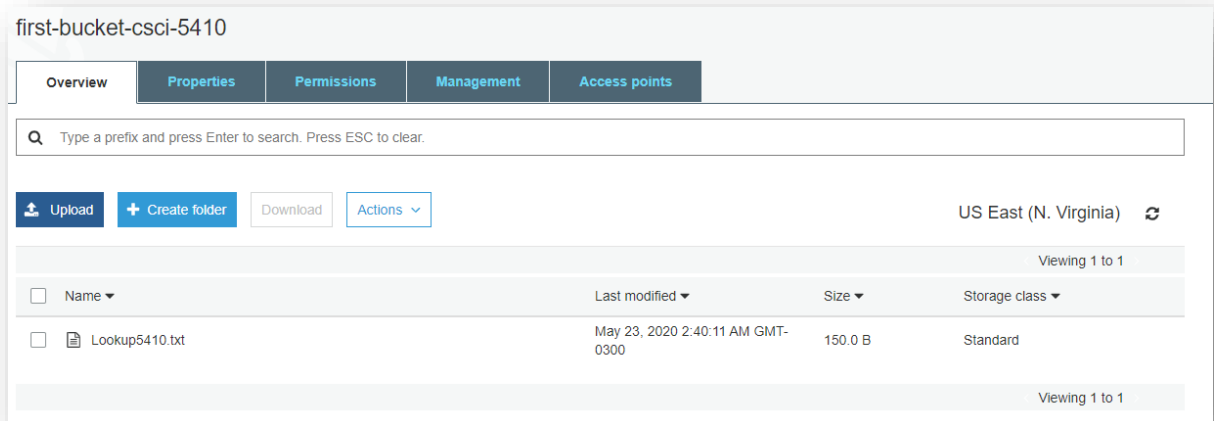 first-bucket-csci-5410
Overview Properties Permissions Management Access points
Type a prefix and press Enter to search. Press ESC to clear.
Upload Create folder Download Actions US East (N. Virginia)
Viewing 1 to 1
Name Last modified Size Storage class
Lookup5410.txt May 23, 2020 2:40:11 AM GMT- 150.0 B Standard
0300
Viewing 1 to 1